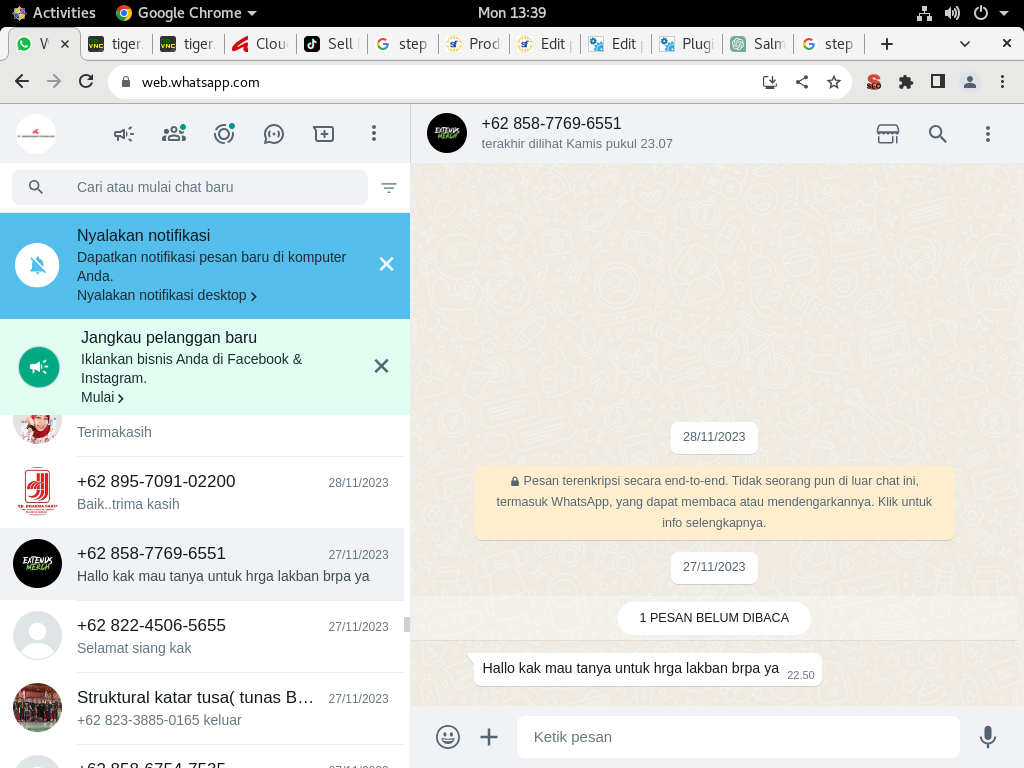 Activities
Google Chrome
Mon 13:39
W
tiger.
tiger.
Clou
Sell
step
Prod
Edit
Edit
Plugi
Salm
step
web.whatsapp.com
SEO
+62 858-7769-6551
terakhir dilihat Kamis pukul 23.07
Cari atau mulai chat baru
Nyalakan notifikasi
Dapatkan notifikasi pesan baru di komputer
Anda.
Nyalakan notifikasi desktop
Jangkau pelanggan baru
Iklankan bisnis Anda di Facebook &
Instagram.
Mulai
Terimakasih
+62 895-7091-02200
28/11/2023
Baik..trima kasih
+62 858-7769-6551
27/11/2023
Hallo kak mau tanya untuk hrga lakban brpa ya
+62 822-4506-5655
27/11/2023
Selamat siang kak
Struktural katar tusa( tunas B…
27/11/2023
+62 823-3885-0165 keluar
+62 858-6754-7535
27/11/2023
EXTENDS
MERCH
28/11/2023
Pesan terenkripsi secara end-to-end. Tidak seorang pun di luar chat ini,
termasuk WhatsApp, yang dapat membaca atau mendengarkannya. Klik untuk
info selengkapnya.
27/11/2023
1 PESAN BELUM DIBACA
Hallo kak mau tanya untuk hrga lakban brpa ya
22.50
Ketik pesan